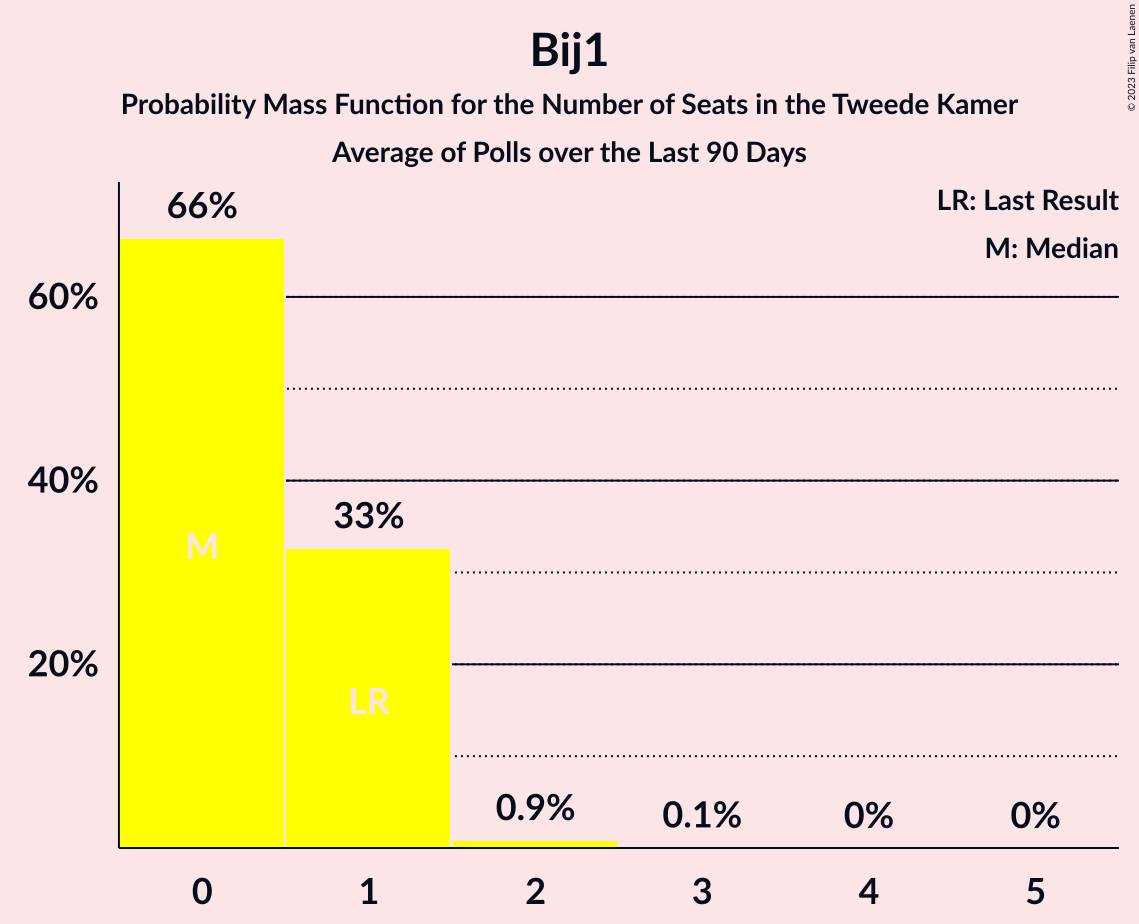 Bij1
Probability Mass Function for the Number of Seats in the Tweede Kamer
Average of Polls over the Last 90 Days
© 2023 Filip van Laenen
LR: Last Result
M: Median
66%
60%
40%
33%
M
20%
LR
0.9%
0.1%
0%
0%
0 1 2 3 4 5